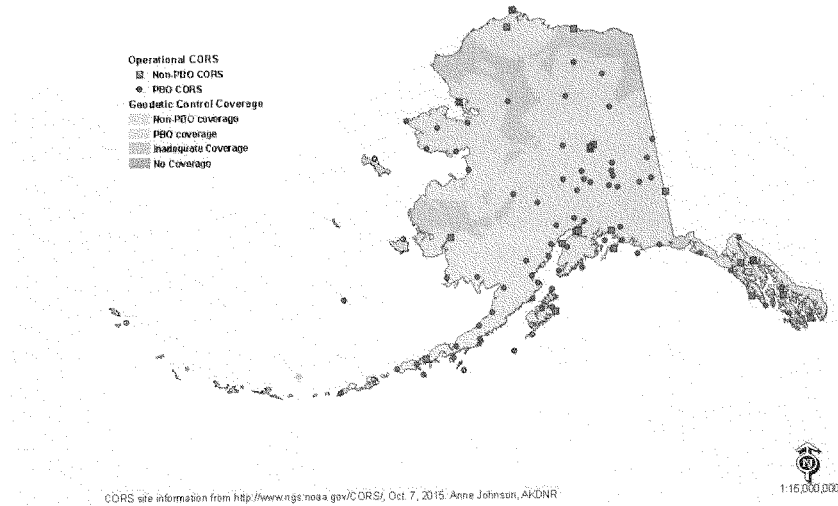 Operational CORS
Non-PBO CORS
PBO CORS
Geodetic Control Coverage
Non-PBO coverage
PBO coverage
Inadequate Coverage
No Coverage
N
1:15,000,000
CORS site information from http://www.ngs.noaa.gov/CORS/, Oct. 7, 2015. Anne Johnson, AKDNR